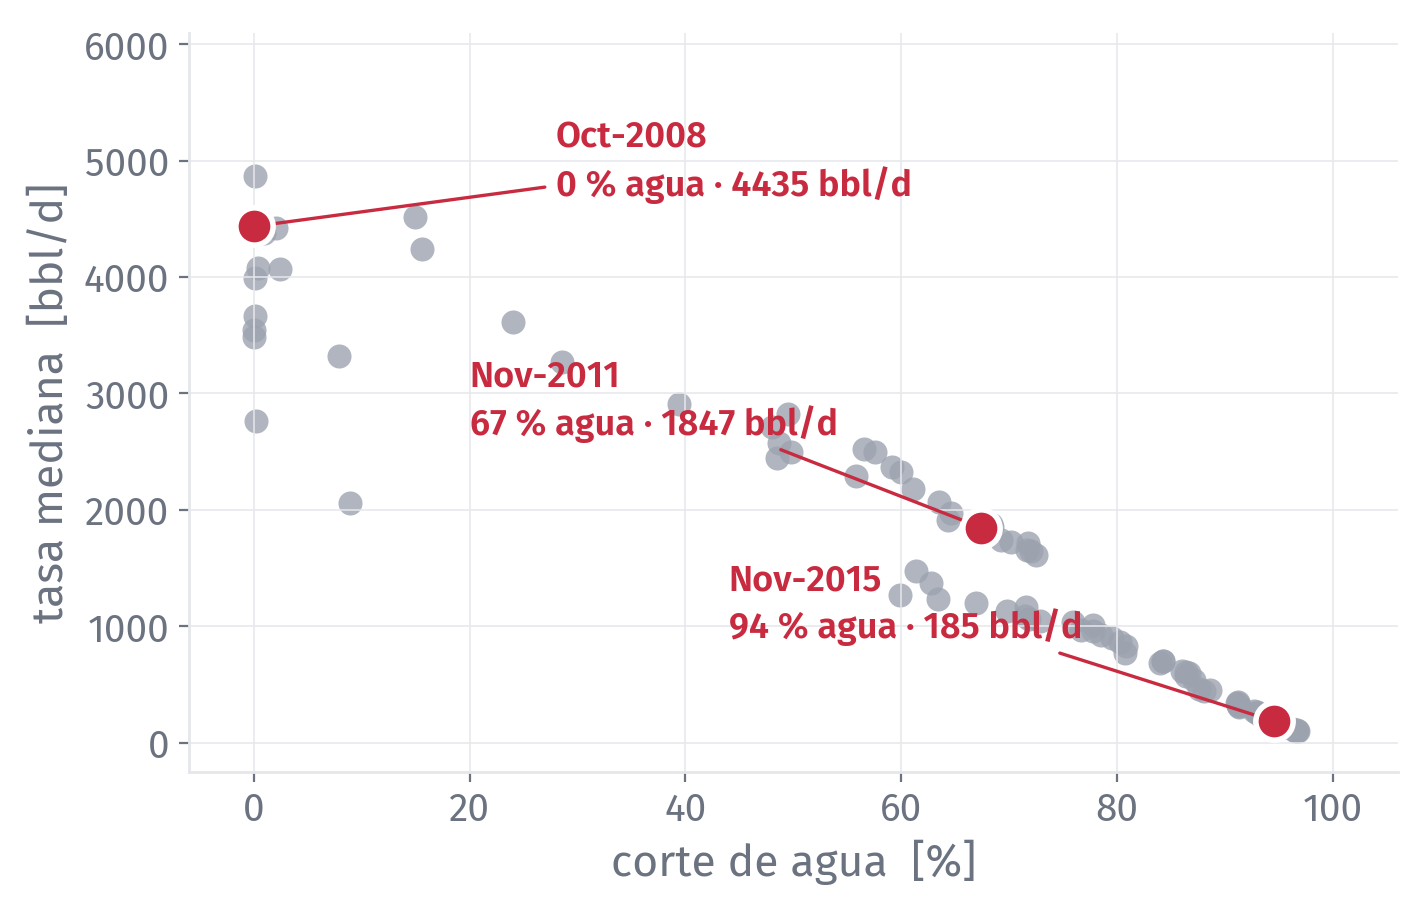 6000
5000
4000
3000
2000
1000
0
tasa mediana [bbl/d]
Oct-2008
0 % agua · 4435 bbl/d
Nov-2011
67 % agua · 1847 bbl/d
Nov-2015
94 % agua · 185 bbl/d
0 20 40 60 80 100
corte de agua [%]